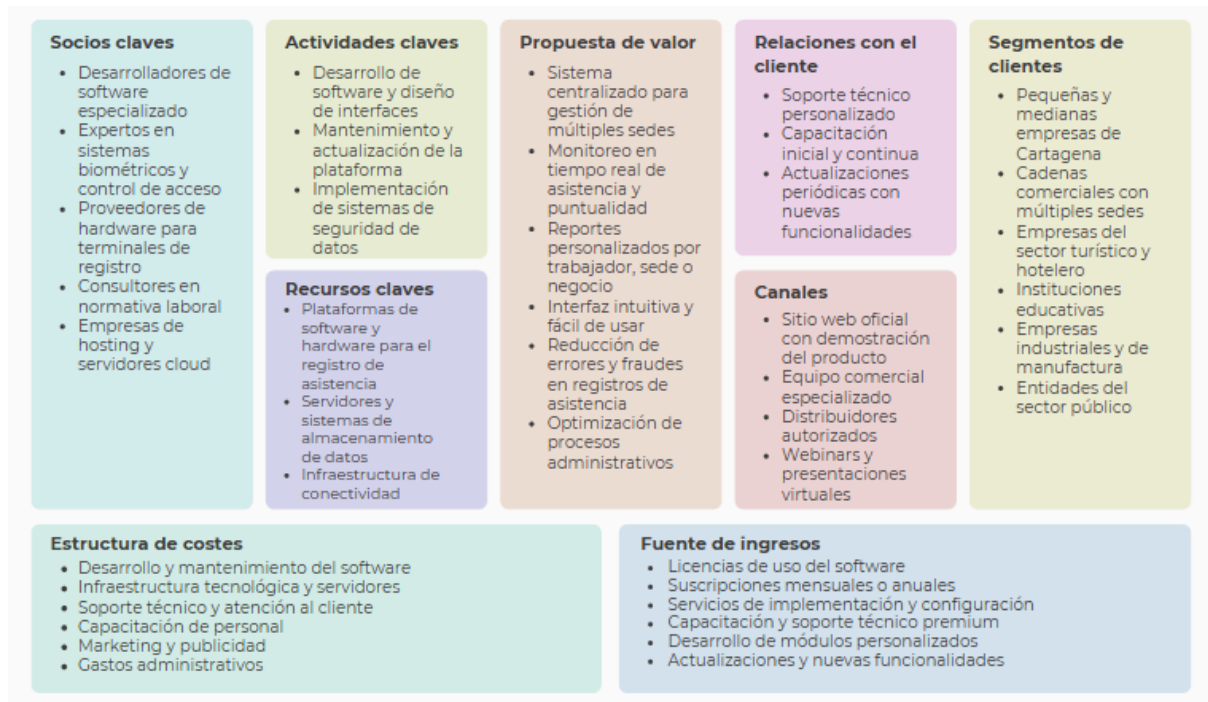 Socios claves
• Desarrolladores de
software
especializado
• Expertos en
sistemas
biométricos y
control de acceso
• Proveedores de
hardware para
terminales de
registro
• Consultores en
normativa laboral
• Empresas de
hosting y
servidores cloud
Actividades claves
• Desarrollo de
software y diseño
de interfaces
• Mantenimiento y
actualización de la
plataforma
• Implementación
de sistemas de
seguridad de
datos
Recursos claves
• Plataformas de
software y
hardware para el
registro de
asistencia
• Servidores y
sistemas de
almacenamiento
de datos
• Infraestructura de
conectividad
Propuesta de valor
• Sistema
centralizado para
gestión de
múltiples sedes
• Monitoreo en
tiempo real de
asistencia y
puntualidad
• Reportes
personalizados por
trabajador, sede o
negocio
• Interfaz intuitiva y
fácil de usar
• Reducción de
errores y fraudes
en registros de
asistencia
• Optimización de
procesos
administrativos
Relaciones con el
cliente
• Soporte técnico
personalizado
• Capacitación
inicial y continua
• Actualizaciones
periódicas con
nuevas
funcionalidades
Canales
• Sitio web oficial
con demostración
del producto
• Equipo comercial
especializado
• Distribuidores
autorizados
• Webinars y
presentaciones
virtuales
Segmentos de
clientes
• Pequeñas y
medianas
empresas de
Cartagena
• Cadenas
comerciales con
múltiples sedes
• Empresas del
sector turístico y
hotelero
• Instituciones
educativas
• Empresas
industriales y de
manufactura
• Entidades del
sector público
Estructura de costes
• Desarrollo y mantenimiento del software
• Infraestructura tecnológica y servidores
• Soporte técnico y atención al cliente
• Capacitación de personal
• Marketing y publicidad
• Gastos administrativos
Fuente de ingresos
• Licencias de uso del software
• Suscripciones mensuales o anuales
• Servicios de implementación y configuración
• Capacitación y soporte técnico premium
• Desarrollo de módulos personalizados
• Actualizaciones y nuevas funcionalidades